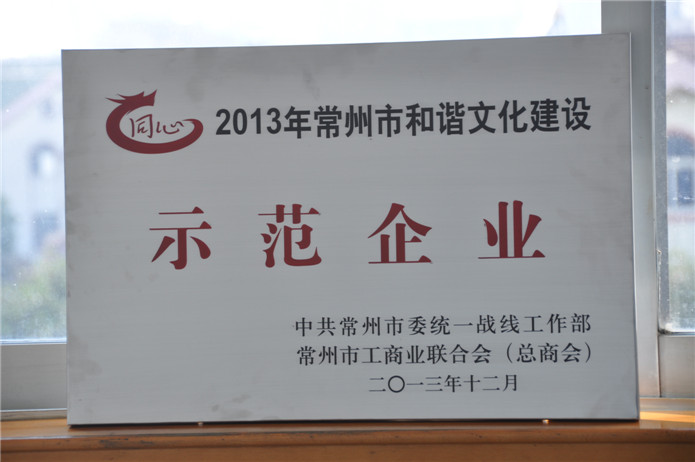 同心
2013年常州市和谐文化建设
示范企业
中共常州市委统一战线工作部
常州市工商业联合会（总商会）
二〇一三年十二月